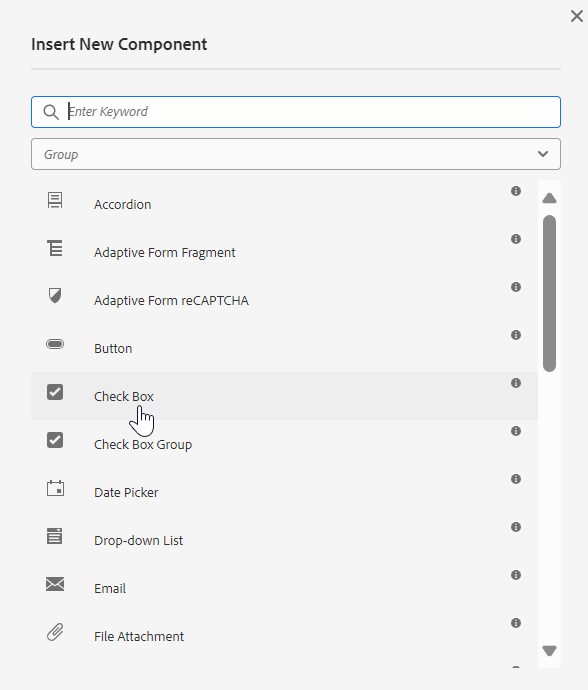 Insert New Component
Enter Keyword
Group
Accordion
Adaptive Form Fragment
Adaptive Form reCAPTCHA
Button
Check Box
Check Box Group
Date Picker
Drop-down List
Email
File Attachment